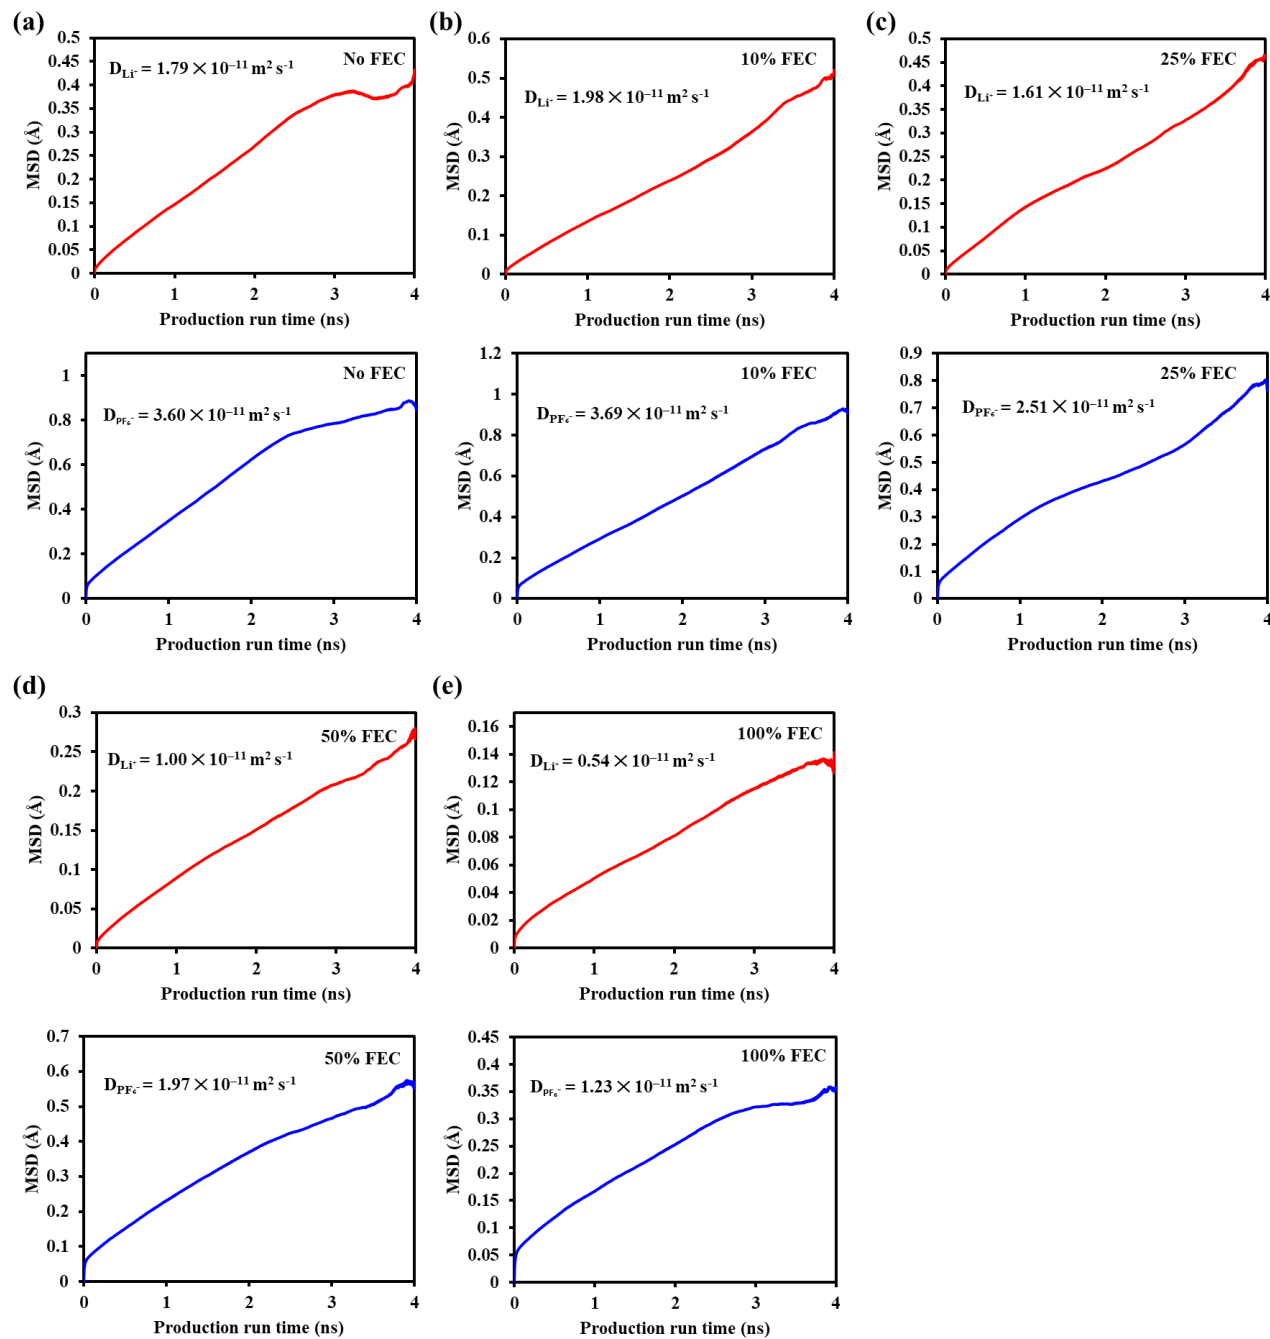 (a)
No FEC
D_Li⁺ = 1.79 × 10⁻¹¹ m² s⁻¹
MSD (Å)
0.5
0.45
0.4
0.35
0.3
0.25
0.2
0.15
0.1
0.05
0
0 1 2 3 4
Production run time (ns)
(b)
10% FEC
D_Li⁺ = 1.98 × 10⁻¹¹ m² s⁻¹
MSD (Å)
0.6
0.5
0.4
0.3
0.2
0.1
0
0 1 2 3 4
Production run time (ns)
(c)
25% FEC
D_Li⁺ = 1.61 × 10⁻¹¹ m² s⁻¹
MSD (Å)
0.5
0.45
0.4
0.35
0.3
0.25
0.2
0.15
0.1
0.05
0
0 1 2 3 4
Production run time (ns)
No FEC
D_PF₆⁻ = 3.60 × 10⁻¹¹ m² s⁻¹
MSD (Å)
1
0.8
0.6
0.4
0.2
0
0 1 2 3 4
Production run time (ns)
10% FEC
D_PF₆⁻ = 3.69 × 10⁻¹¹ m² s⁻¹
MSD (Å)
1.2
1
0.8
0.6
0.4
0.2
0
0 1 2 3 4
Production run time (ns)
25% FEC
D_PF₆⁻ = 2.51 × 10⁻¹¹ m² s⁻¹
MSD (Å)
0.9
0.8
0.7
0.6
0.5
0.4
0.3
0.2
0.1
0
0 1 2 3 4
Production run time (ns)
(d)
50% FEC
D_Li⁺ = 1.00 × 10⁻¹¹ m² s⁻¹
MSD (Å)
0.3
0.25
0.2
0.15
0.1
0.05
0
0 1 2 3 4
Production run time (ns)
(e)
100% FEC
D_Li⁺ = 0.54 × 10⁻¹¹ m² s⁻¹
MSD (Å)
0.16
0.14
0.12
0.1
0.08
0.06
0.04
0.02
0
0 1 2 3 4
Production run time (ns)
50% FEC
D_PF₆⁻ = 1.97 × 10⁻¹¹ m² s⁻¹
MSD (Å)
0.7
0.6
0.5
0.4
0.3
0.2
0.1
0
0 1 2 3 4
Production run time (ns)
100% FEC
D_PF₆⁻ = 1.23 × 10⁻¹¹ m² s⁻¹
MSD (Å)
0.45
0.4
0.35
0.3
0.25
0.2
0.15
0.1
0.05
0
0 1 2 3 4
Production run time (ns)